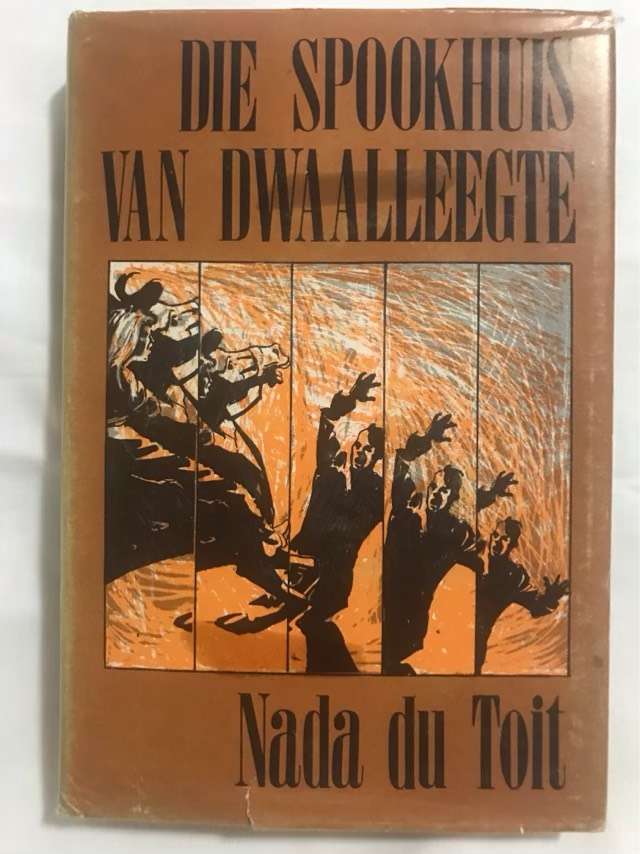 DIE SPOOKHUIS
VAN DWAALLEEGTE
Nada du Toit